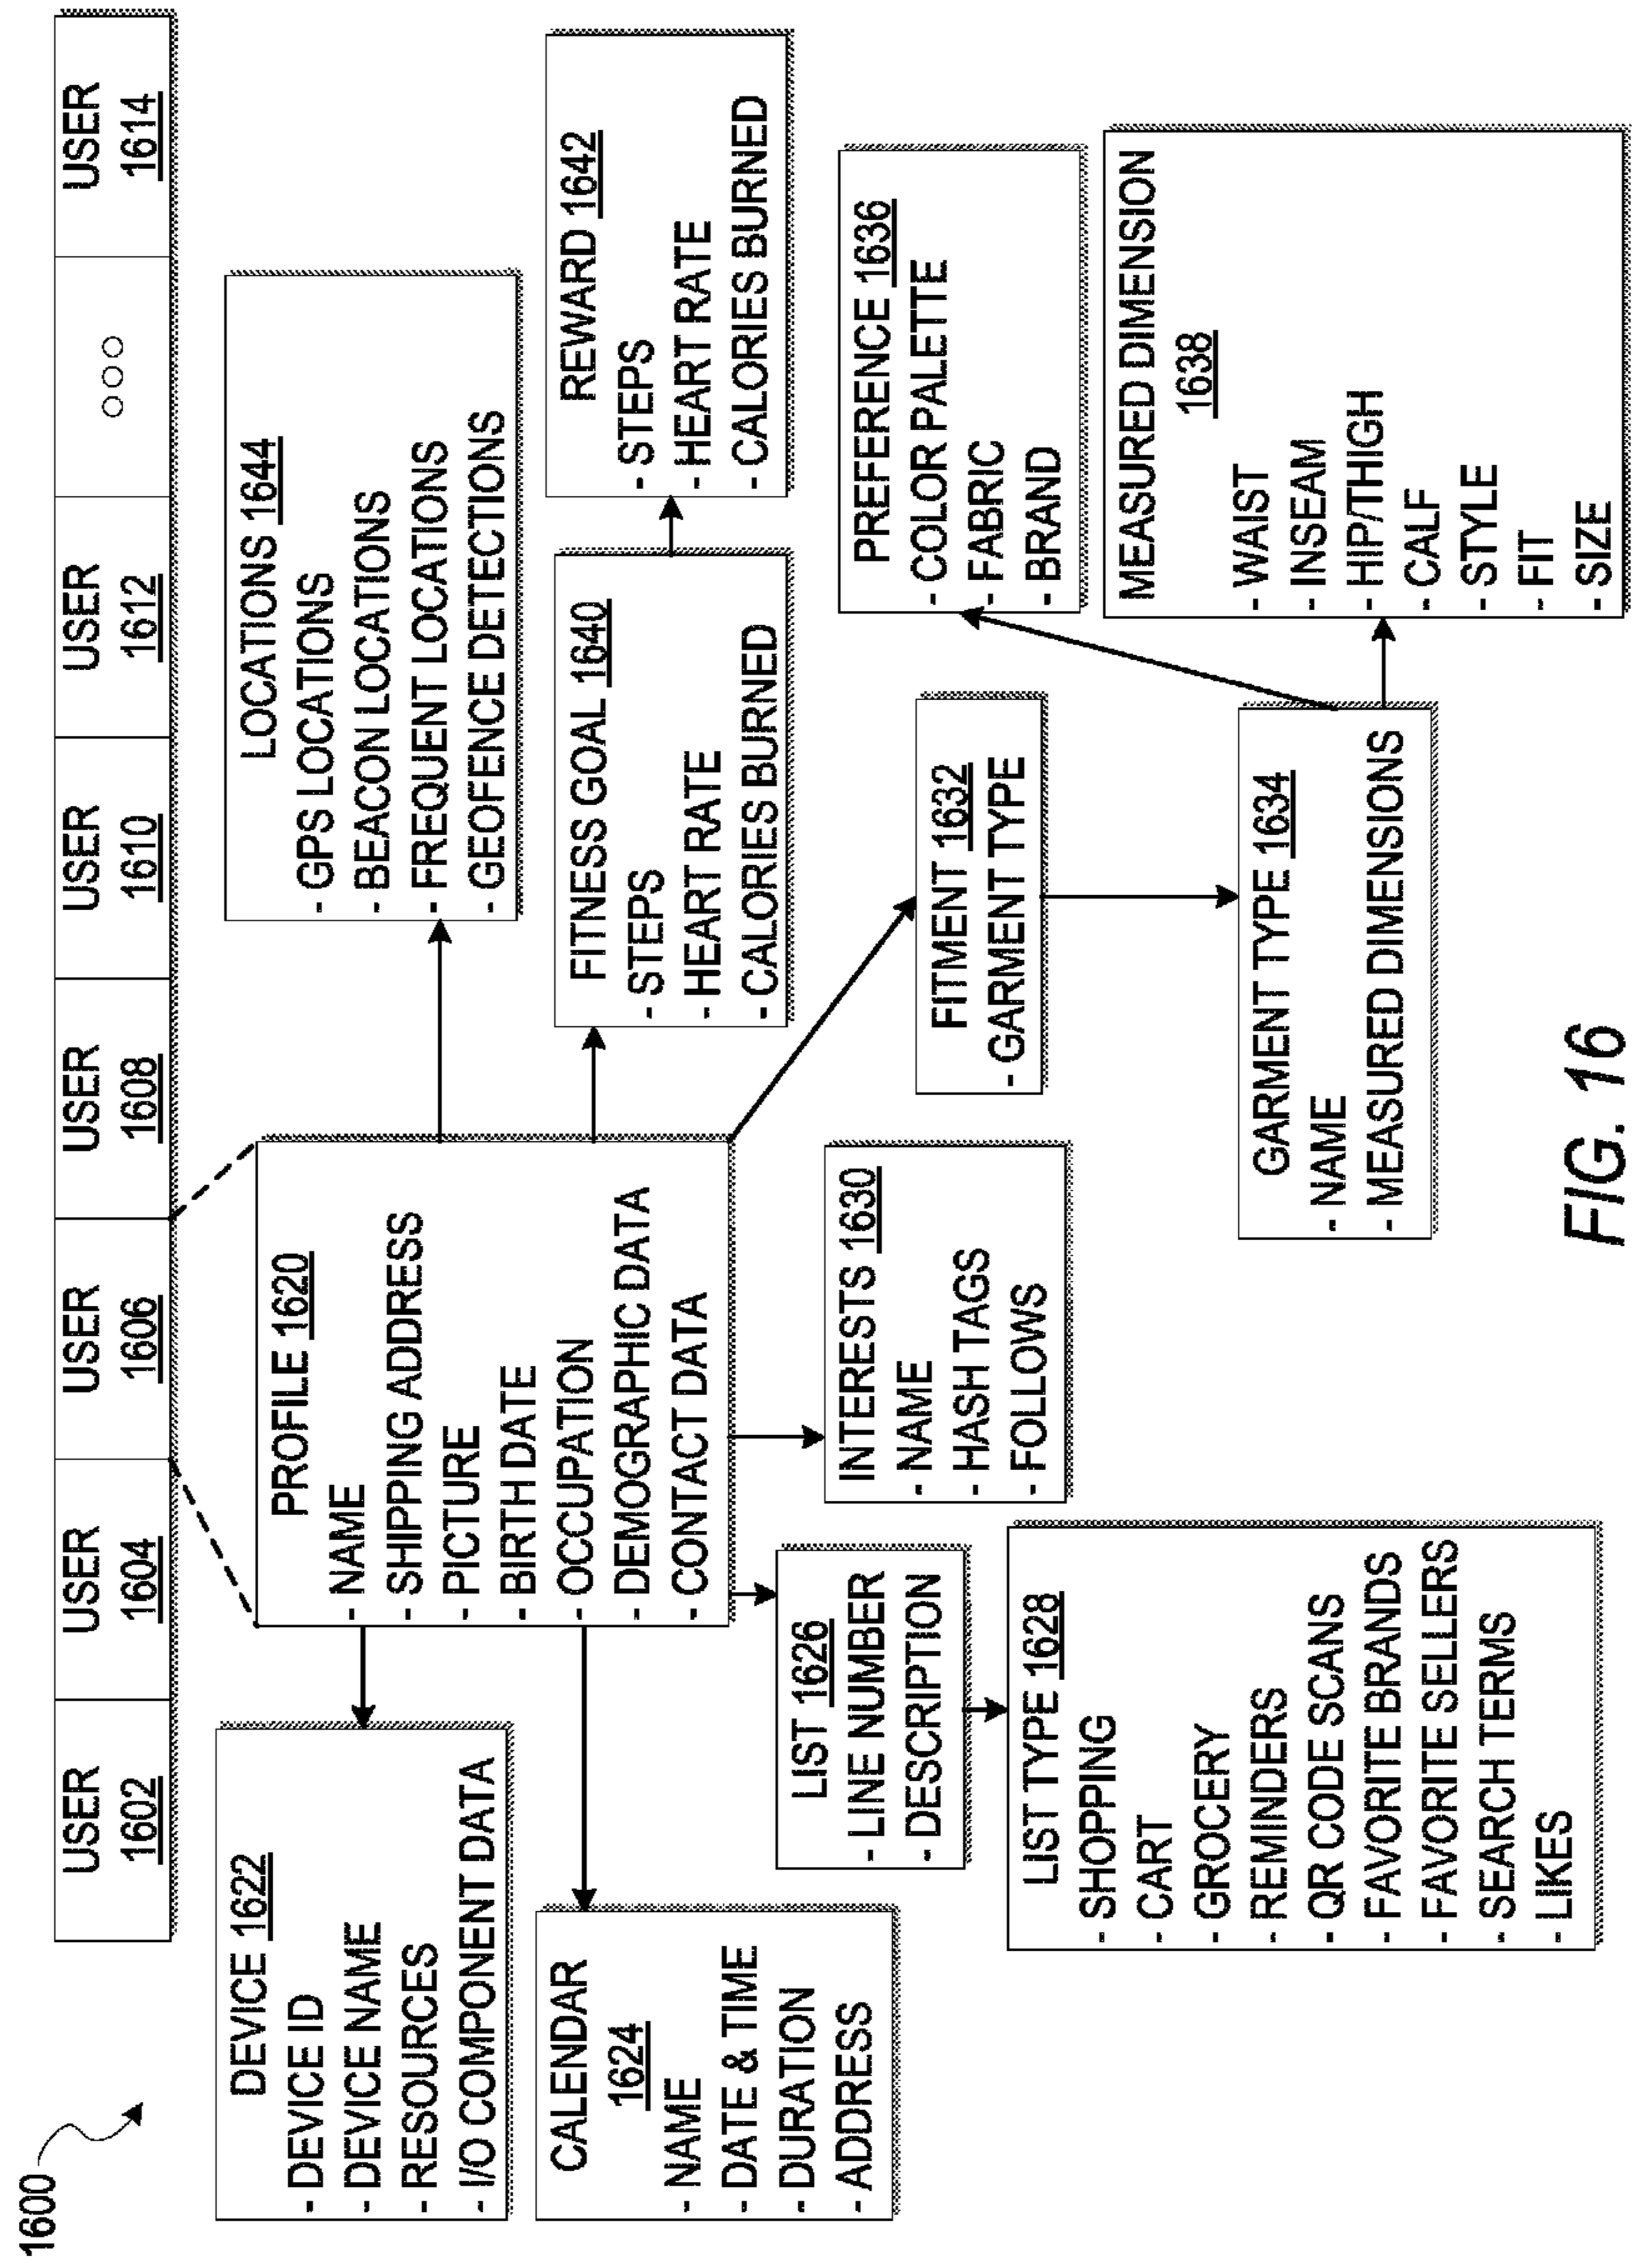 1600
USER
1602
USER
1604
USER
1606
USER
1608
USER
1610
USER
1612
○○○
USER
1614
DEVICE 1622
- DEVICE ID
- DEVICE NAME
- RESOURCES
- I/O COMPONENT DATA
PROFILE 1620
- NAME
- SHIPPING ADDRESS
- PICTURE
- BIRTH DATE
- OCCUPATION
- DEMOGRAPHIC DATA
- CONTACT DATA
LOCATIONS 1644
- GPS LOCATIONS
- BEACON LOCATIONS
- FREQUENT LOCATIONS
- GEOFENCE DETECTIONS
CALENDAR
1624
- NAME
- DATE & TIME
- DURATION
- ADDRESS
FITNESS GOAL 1640
- STEPS
- HEART RATE
- CALORIES BURNED
REWARD 1642
- STEPS
- HEART RATE
- CALORIES BURNED
LIST 1626
- LINE NUMBER
- DESCRIPTION
INTERESTS 1630
- NAME
- HASH TAGS
- FOLLOWS
FITMENT 1632
- GARMENT TYPE
PREFERENCE 1636
- COLOR PALETTE
- FABRIC
- BRAND
LIST TYPE 1628
- SHOPPING
- CART
- GROCERY
- REMINDERS
- QR CODE SCANS
- FAVORITE BRANDS
- FAVORITE SELLERS
- SEARCH TERMS
- LIKES
GARMENT TYPE 1634
- NAME
- MEASURED DIMENSIONS
MEASURED DIMENSION
1638
- WAIST
- INSEAM
- HIP/THIGH
- CALF
- STYLE
- FIT
- SIZE
FIG. 16